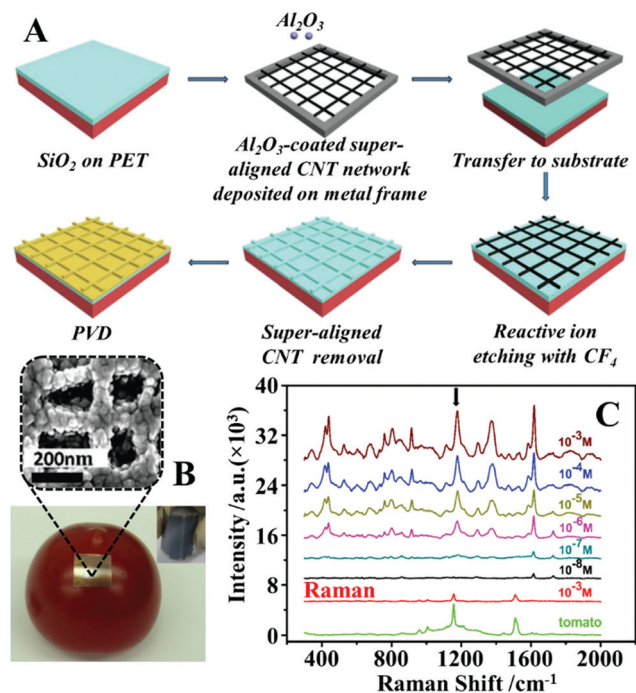 A
Al₂O₃
SiO₂ on PET
Al₂O₃-coated super-
aligned CNT network
deposited on metal frame
Transfer to substrate
PVD
Super-aligned
CNT removal
Reactive ion
etching with CF₄
200nm
B
C
Intensity /a.u.(×10³)
40
32
24
16
8
0
10⁻³M
10⁻⁴M
10⁻⁵M
10⁻⁶M
10⁻⁷M
10⁻⁸M
Raman
10⁻³M
tomato
400
800
1200
1600
2000
Raman Shift /cm⁻¹